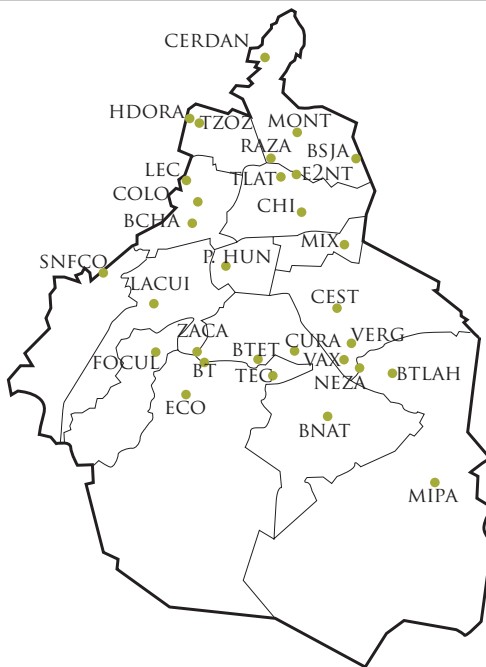 CERDAN
HDORA
TZOZ
MONT
RAZA
BSJA
LEC
TLAT
E2NT
COLO
CHI
BCHA
MIX
P. HUN
SNFCO
LACUI
CEST
ZACA
VERG
CURA
FOCUL
BTET
VAX
BT
TEC
NEZA
BTLAH
ECO
BNAT
MIPA